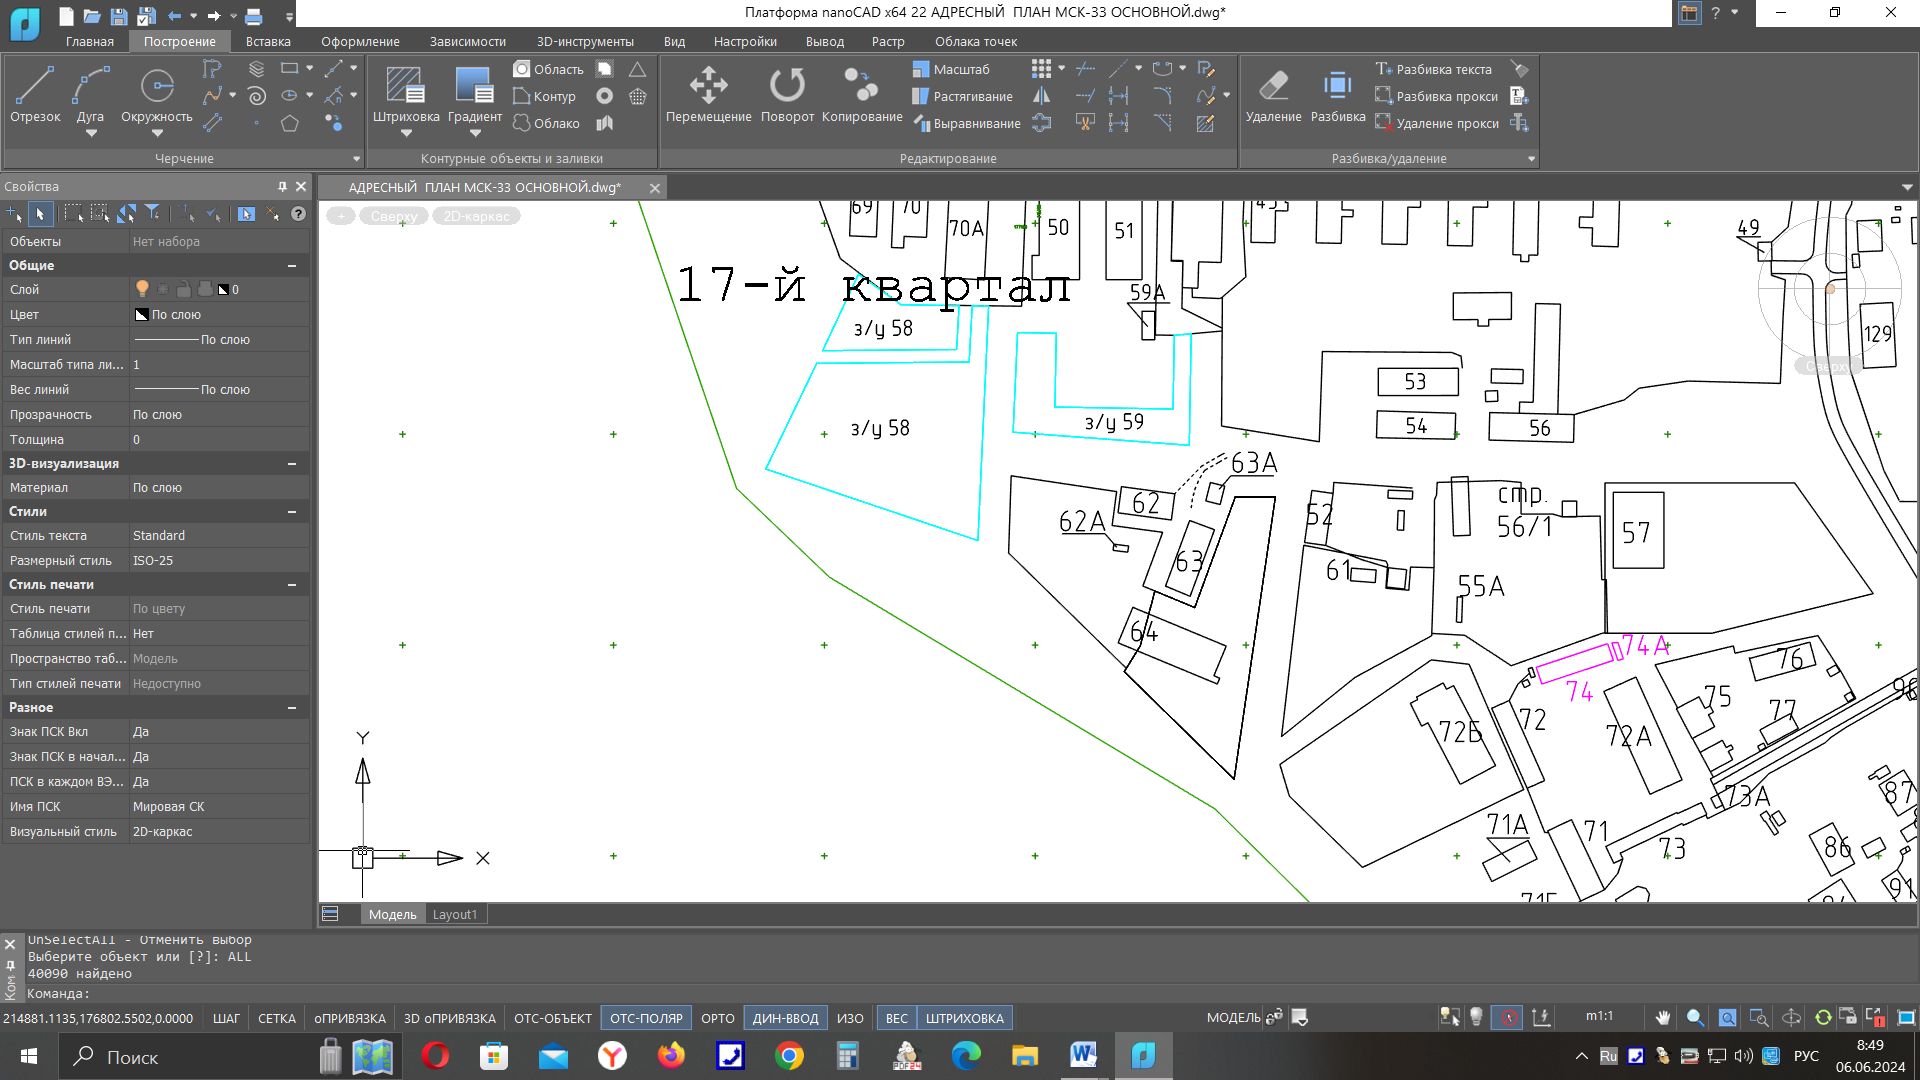 Платформа nanoCAD x64 22 АДРЕСНЫЙ  ПЛАН МСК-33 ОСНОВНОЙ.dwg*
Главная Построение Вставка Оформление Зависимости 3D-инструменты Вид Настройки Вывод Растр Облака точек
Отрезок Дуга Окружность
Черчение
Штриховка Градиент
Область
Контур
Облако
Контурные объекты и заливки
Перемещение Поворот Копирование
Масштаб
Растягивание
Выравнивание
Редактирование
Удаление Разбивка
Разбивка текста
Разбивка прокси
Удаление прокси
Разбивка/удаление
Свойства
АДРЕСНЫЙ  ПЛАН МСК-33 ОСНОВНОЙ.dwg*
Объекты Нет набора
Общие
Слой 0
Цвет По слою
Тип линий По слою
Масштаб типа ли... 1
Вес линий По слою
Прозрачность По слою
Толщина 0
3D-визуализация
Материал По слою
Стили
Стиль текста Standard
Размерный стиль ISO-25
Стиль печати
Стиль печати По цвету
Таблица стилей п... Нет
Пространство таб... Модель
Тип стилей печати Недоступно
Разное
Знак ПСК Вкл Да
Знак ПСК в начал... Да
ПСК в каждом ВЭ... Да
Имя ПСК Мировая СК
Визуальный стиль 2D-каркас
+ Сверху 2D-каркас
69 70 70А 50 51 49
17-й квартал
59А
з/у 58
129
Сверху
53
з/у 58 з/у 59 54 56
63А
62 стр.
62А 52 56/1 57
63 61 55А
64 74А
76
74 75
72Б 72 72А 77
73А 87
71А 71 73 86
91
Y
X
Модель Layout1
UnSelectAll - Отменить выбор
Выберите объект или [?]: ALL
40090 найдено
Команда:
214881.1135,176802.5502,0.0000 ШАГ СЕТКА оПРИВЯЗКА 3D оПРИВЯЗКА ОТС-ОБЪЕКТ ОТС-ПОЛЯР ОРТО ДИН-ВВОД ИЗО ВЕС ШТРИХОВКА МОДЕЛЬ m1:1
Поиск
PDF24
Ru РУС
8:49
06.06.2024